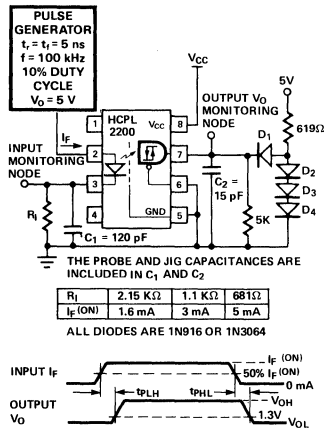 PULSE
GENERATOR
tr = tf = 5 ns
f = 100 kHz
10% DUTY
CYCLE
VO = 5 V
VCC
5V
HCPL
2200
VCC
OUTPUT VO
MONITORING
NODE
619Ω
IF
INPUT
MONITORING
NODE
1
2
3
4
8
7
6
5
GND
D1
D2
D3
D4
C2 =
15 pF
5K
RI
C1 = 120 pF
THE PROBE AND JIG CAPACITANCES ARE
INCLUDED IN C1 AND C2
RI 2.15 KΩ 1.1 KΩ 681Ω
IF (ON) 1.6 mA 3 mA 5 mA
ALL DIODES ARE 1N916 OR 1N3064
INPUT IF
IF (ON)
50% IF (ON)
0 mA
tPLH
tPHL
OUTPUT
VO
VOH
1.3V
VOL